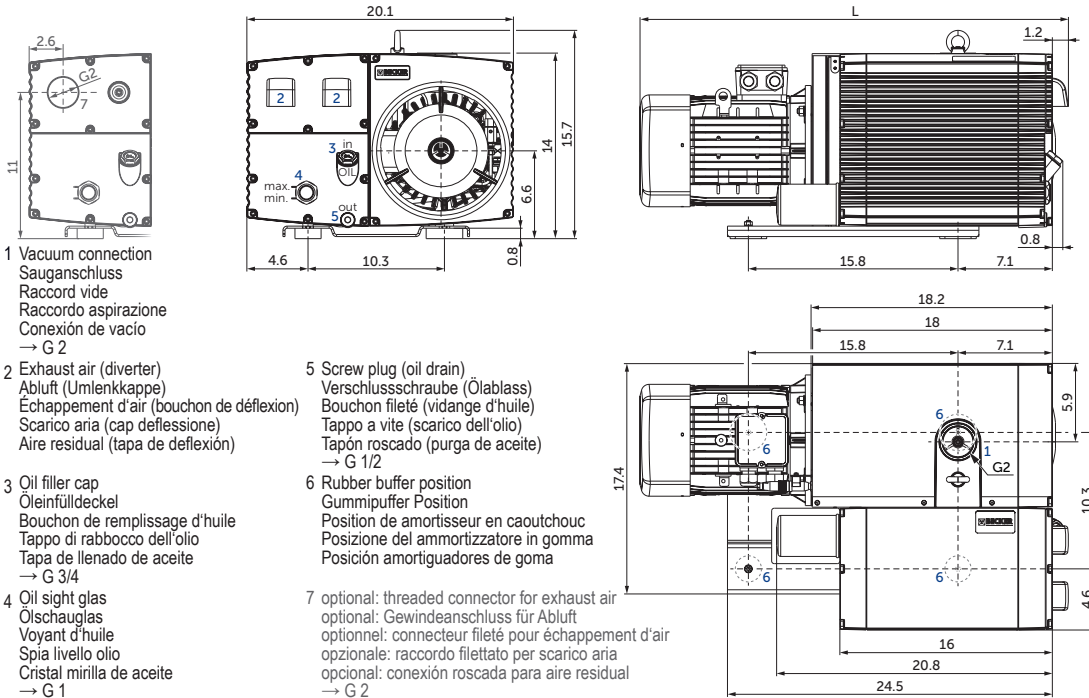 20.1
2.6
G2
7
11
BECKER
2
2
3
in
OIL
4
max.
min.
5
out
4.6
10.3
0.8
6.6
14
15.7
L
1.2
0.8
15.8
7.1
1 Vacuum connection
Sauganschluss
Raccord vide
Raccordo aspirazione
Conexión de vacío
→ G 2
2 Exhaust air (diverter)
Abluft (Umlenkkappe)
Échappement d'air (bouchon de déflexion)
Scarico aria (cap deflessione)
Aire residual (tapa de deflexión)
3 Oil filler cap
Öleinfülldeckel
Bouchon de remplissage d'huile
Tappo di rabbocco dell'olio
Tapa de llenado de aceite
→ G 3/4
4 Oil sight glas
Ölschauglas
Voyant d'huile
Spia livello olio
Cristal mirilla de aceite
→ G 1
5 Screw plug (oil drain)
Verschlussschraube (Ölablass)
Bouchon fileté (vidange d'huile)
Tappo a vite (scarico dell'olio)
Tapón roscado (purga de aceite)
→ G 1/2
6 Rubber buffer position
Gummipuffer Position
Position de amortisseur en caoutchouc
Posizione del ammortizzatore in gomma
Posición amortiguadores de goma
7 optional: threaded connector for exhaust air
optional: Gewindeanschluss für Abluft
optionnel: connecteur fileté pour échappement d'air
opzionale: raccordo filettato per scarico aria
opcional: conexión roscada para aire residual
→ G 2
18.2
18
15.8
7.1
17.4
5.9
6
6
1
G2
10.3
BECKER
6
6
4.6
16
20.8
24.5